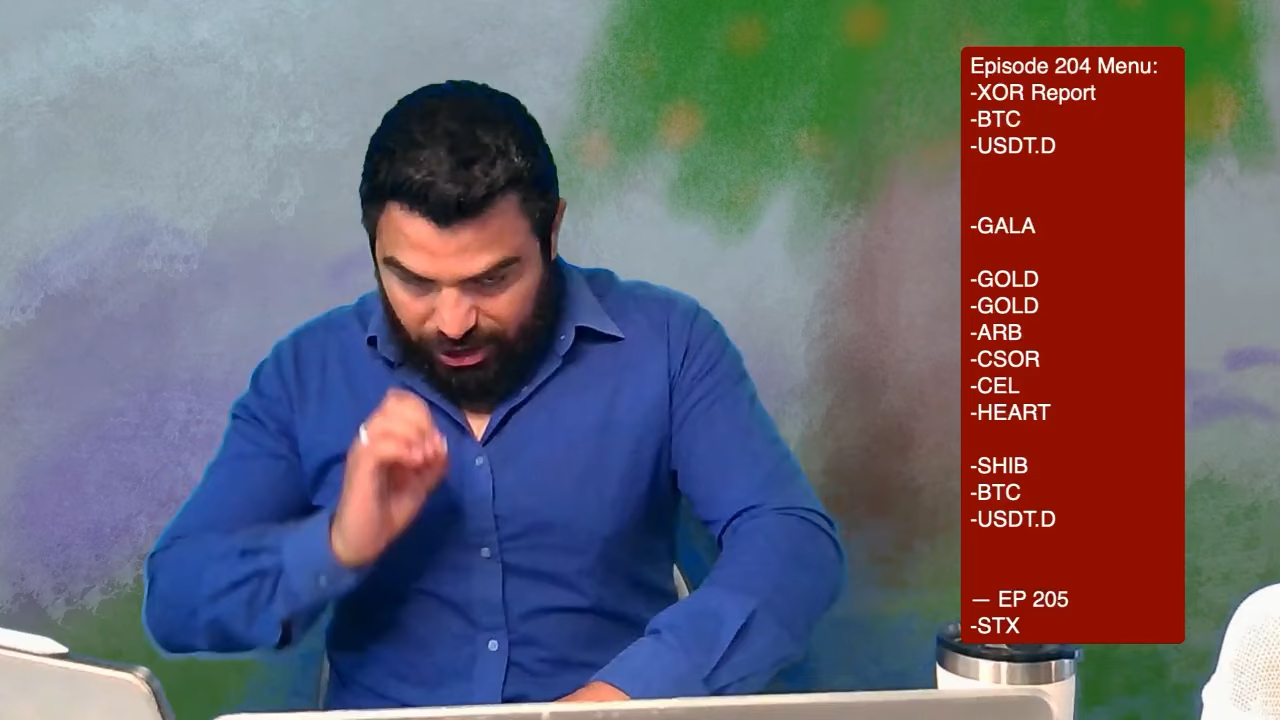 Episode 204 Menu:
-XOR Report
-BTC
-USDT.D
-GALA
-GOLD
-GOLD
-ARB
-CSOR
-CEL
-HEART
-SHIB
-BTC
-USDT.D
— EP 205
-STX